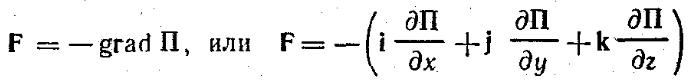 F = — grad П, или F = — (i ∂П/∂x + j ∂П/∂y + k ∂П/∂z)